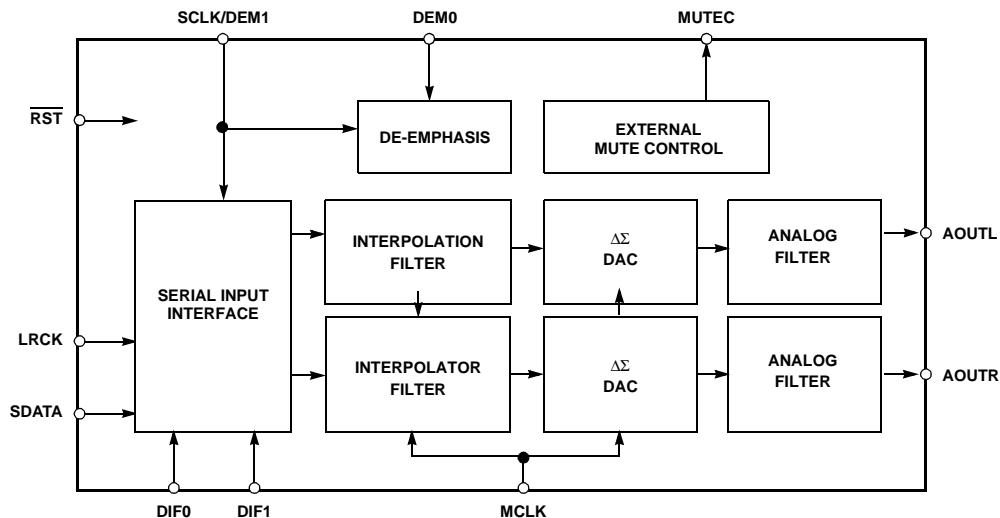 SCLK/DEM1
DEM0
MUTEC
RST
DE-EMPHASIS
EXTERNAL
MUTE CONTROL
INTERPOLATION
FILTER
ΔΣ
DAC
ANALOG
FILTER
AOUTL
SERIAL INPUT
INTERFACE
LRCK
INTERPOLATOR
FILTER
ΔΣ
DAC
ANALOG
FILTER
AOUTR
SDATA
DIF0
DIF1
MCLK